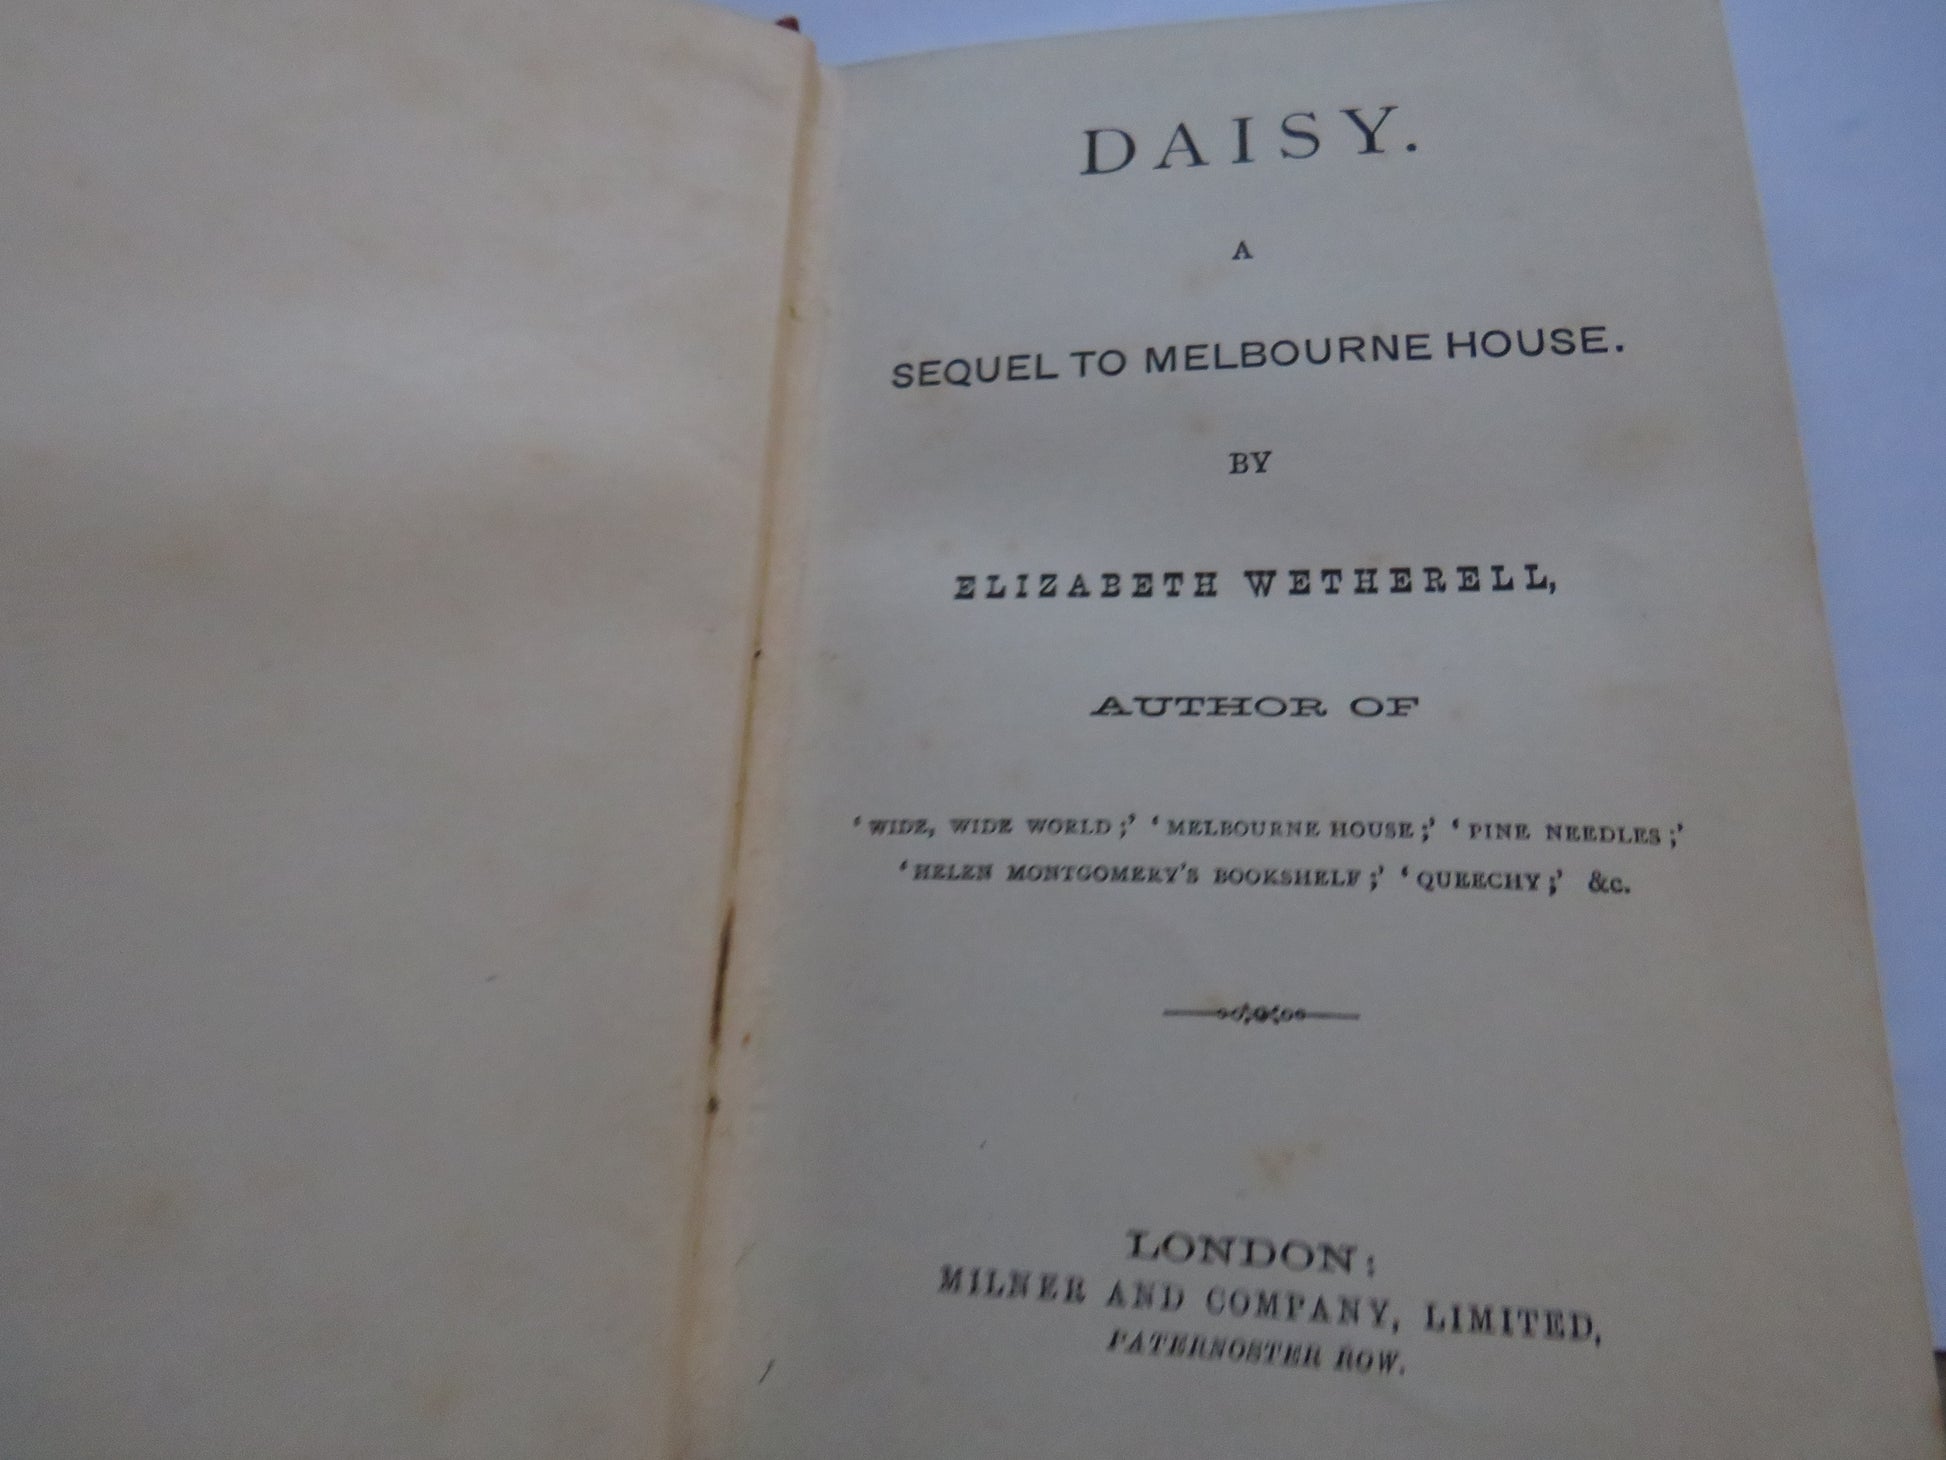 DAISY.
A
SEQUEL TO MELBOURNE HOUSE.
BY
ELIZABETH WETHERELL,
AUTHOR OF
‘WIDE, WIDE WORLD;’ ‘MELBOURNE HOUSE;’ ‘PINE NEEDLES;’
‘HELEN MONTGOMERY’S BOOKSHELF;’ ‘QUEECHY;’ &c.
LONDON:
MILNER AND COMPANY, LIMITED,
PATERNOSTER ROW.